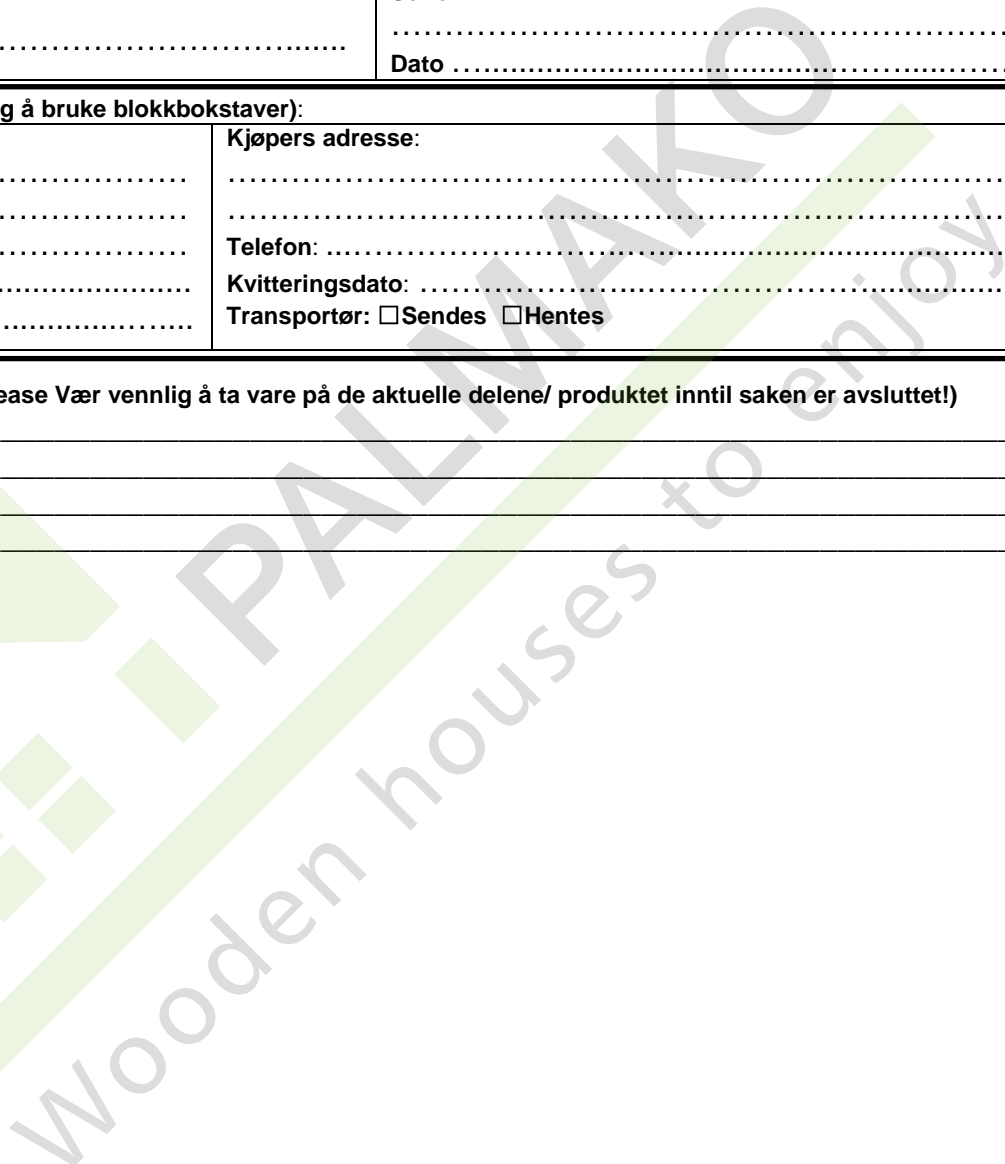 Dato
g å bruke blokkbokstaver):
Kjøpers adresse:
Telefon:
Kvitteringsdato:
Transportør: ☐Sendes ☐Hentes
ease Vær vennlig å ta vare på de aktuelle delene/ produktet inntil saken er avsluttet!)
PALMAKO
Wooden houses to enjoy